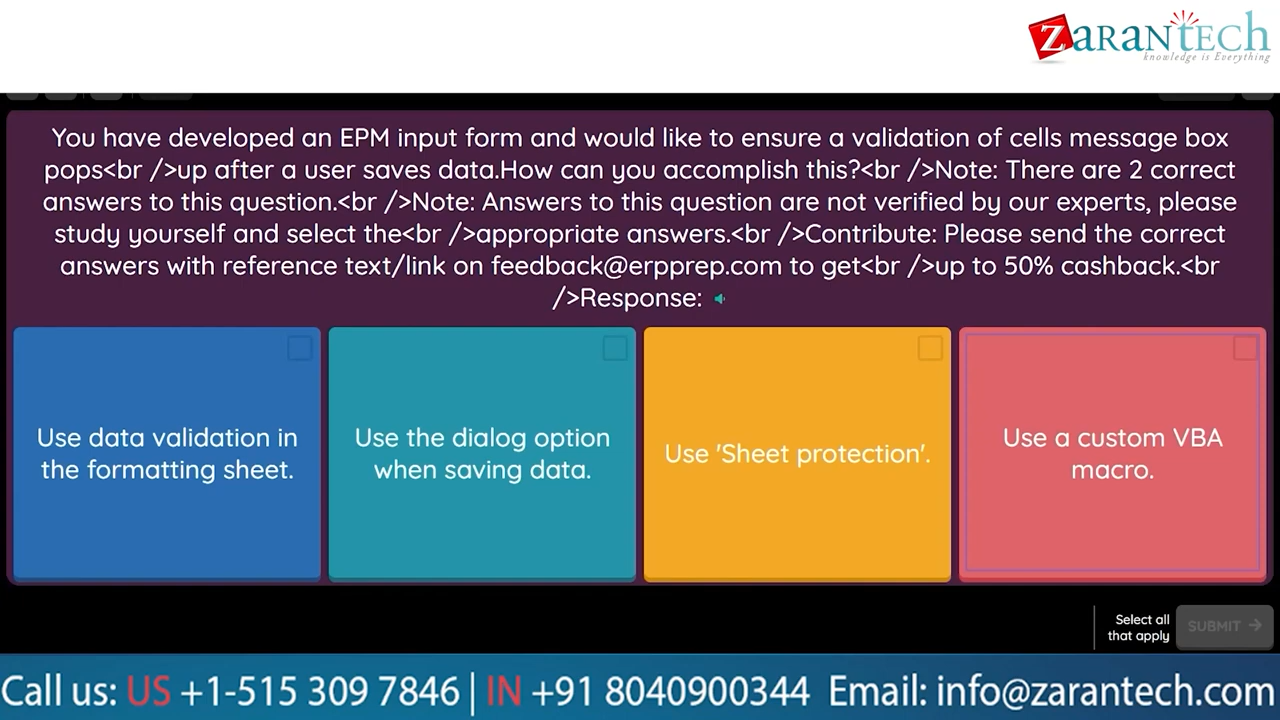 ZARANTECH
knowledge is Everything
You have developed an EPM input form and would like to ensure a validation of cells message box
pops<br />up after a user saves data.How can you accomplish this?<br />Note: There are 2 correct
answers to this question.<br />Note: Answers to this question are not verified by our experts, please
study yourself and select the<br />appropriate answers.<br />Contribute: Please send the correct
answers with reference text/link on feedback@erpprep.com to get<br />up to 50% cashback.<br
/>Response:
Use data validation in
the formatting sheet.
Use the dialog option
when saving data.
Use 'Sheet protection'.
Use a custom VBA
macro.
Select all
that apply
SUBMIT
Call us: US +1-515 309 7846 | IN +91 8040900344 Email: info@zarantech.com